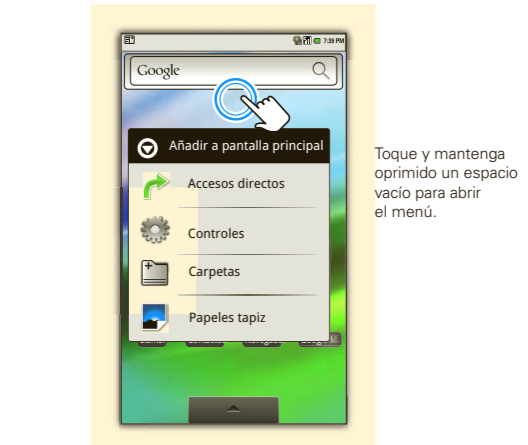 7:39 PM
Google
Añadir a pantalla principal
Accesos directos
Controles
Carpetas
Papeles tapiz
Toque y mantenga
oprimido un espacio
vacío para abrir
el menú.